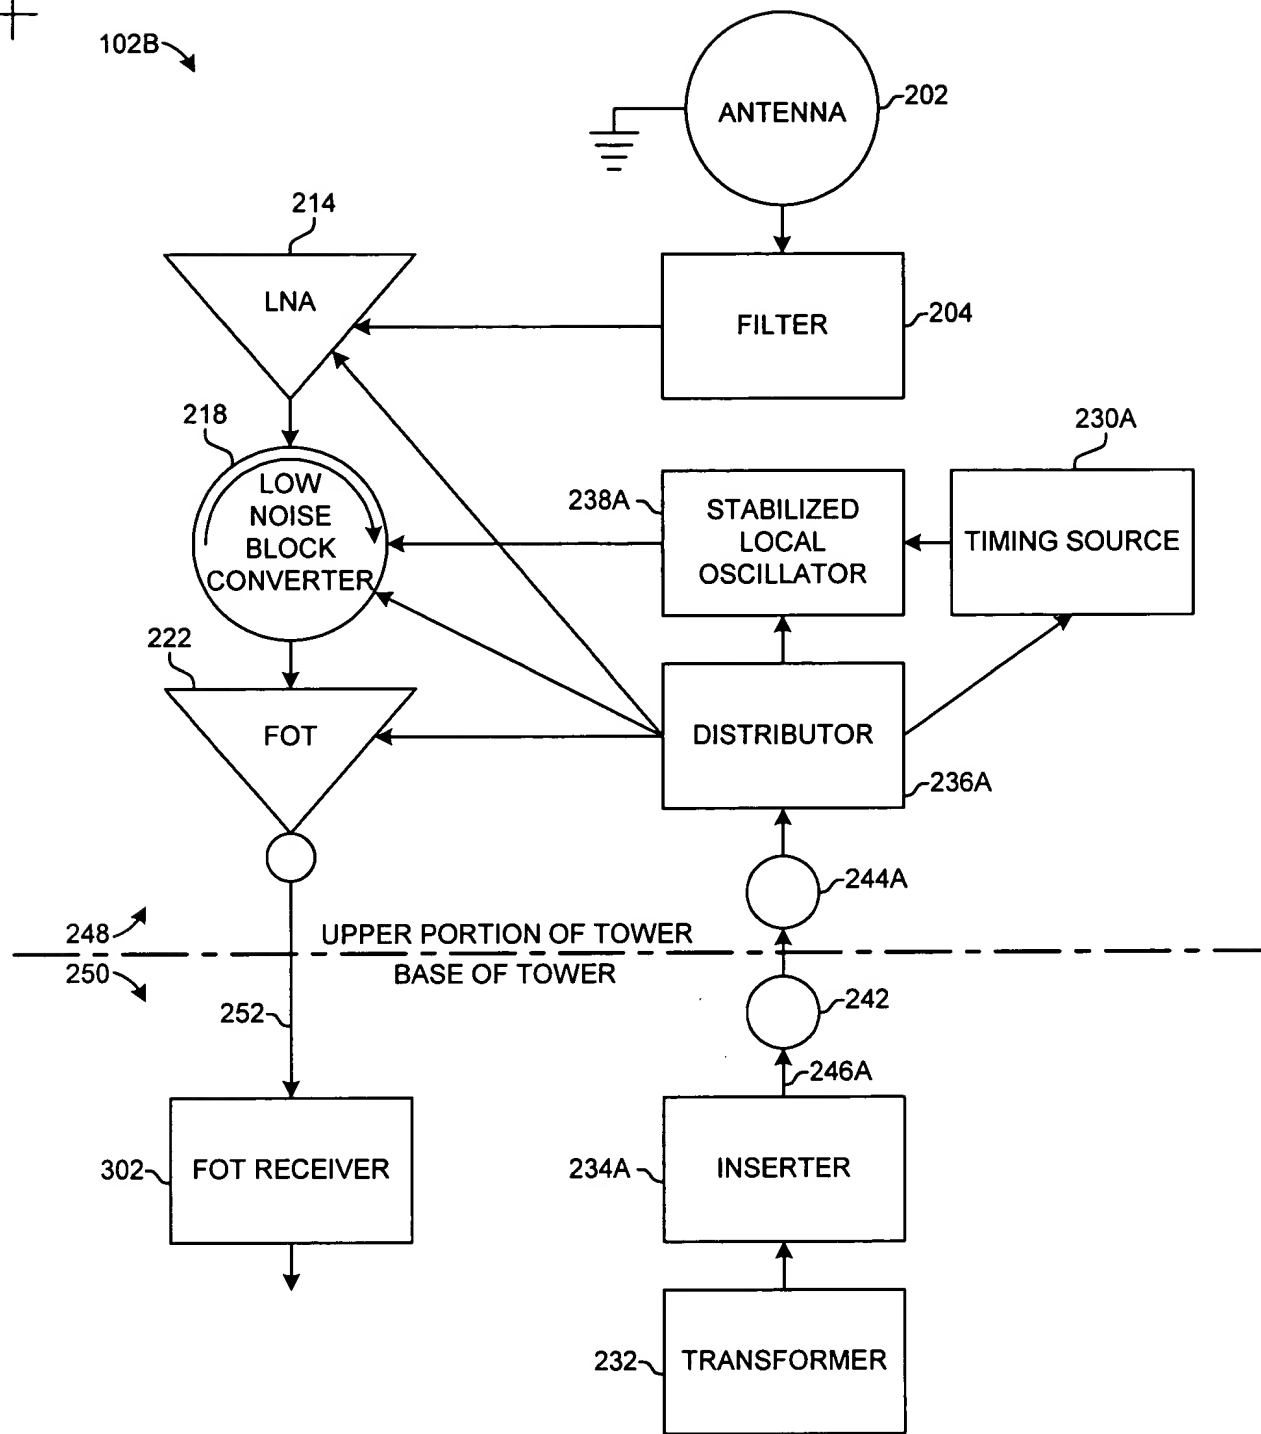 102B
ANTENNA
202
214
LNA
FILTER
204
218
230A
LOW
NOISE
BLOCK
CONVERTER
238A
STABILIZED
LOCAL
OSCILLATOR
TIMING SOURCE
222
FOT
DISTRIBUTOR
236A
244A
248
UPPER PORTION OF TOWER
250
BASE OF TOWER
242
252
246A
302
FOT RECEIVER
234A
INSERTER
232
TRANSFORMER